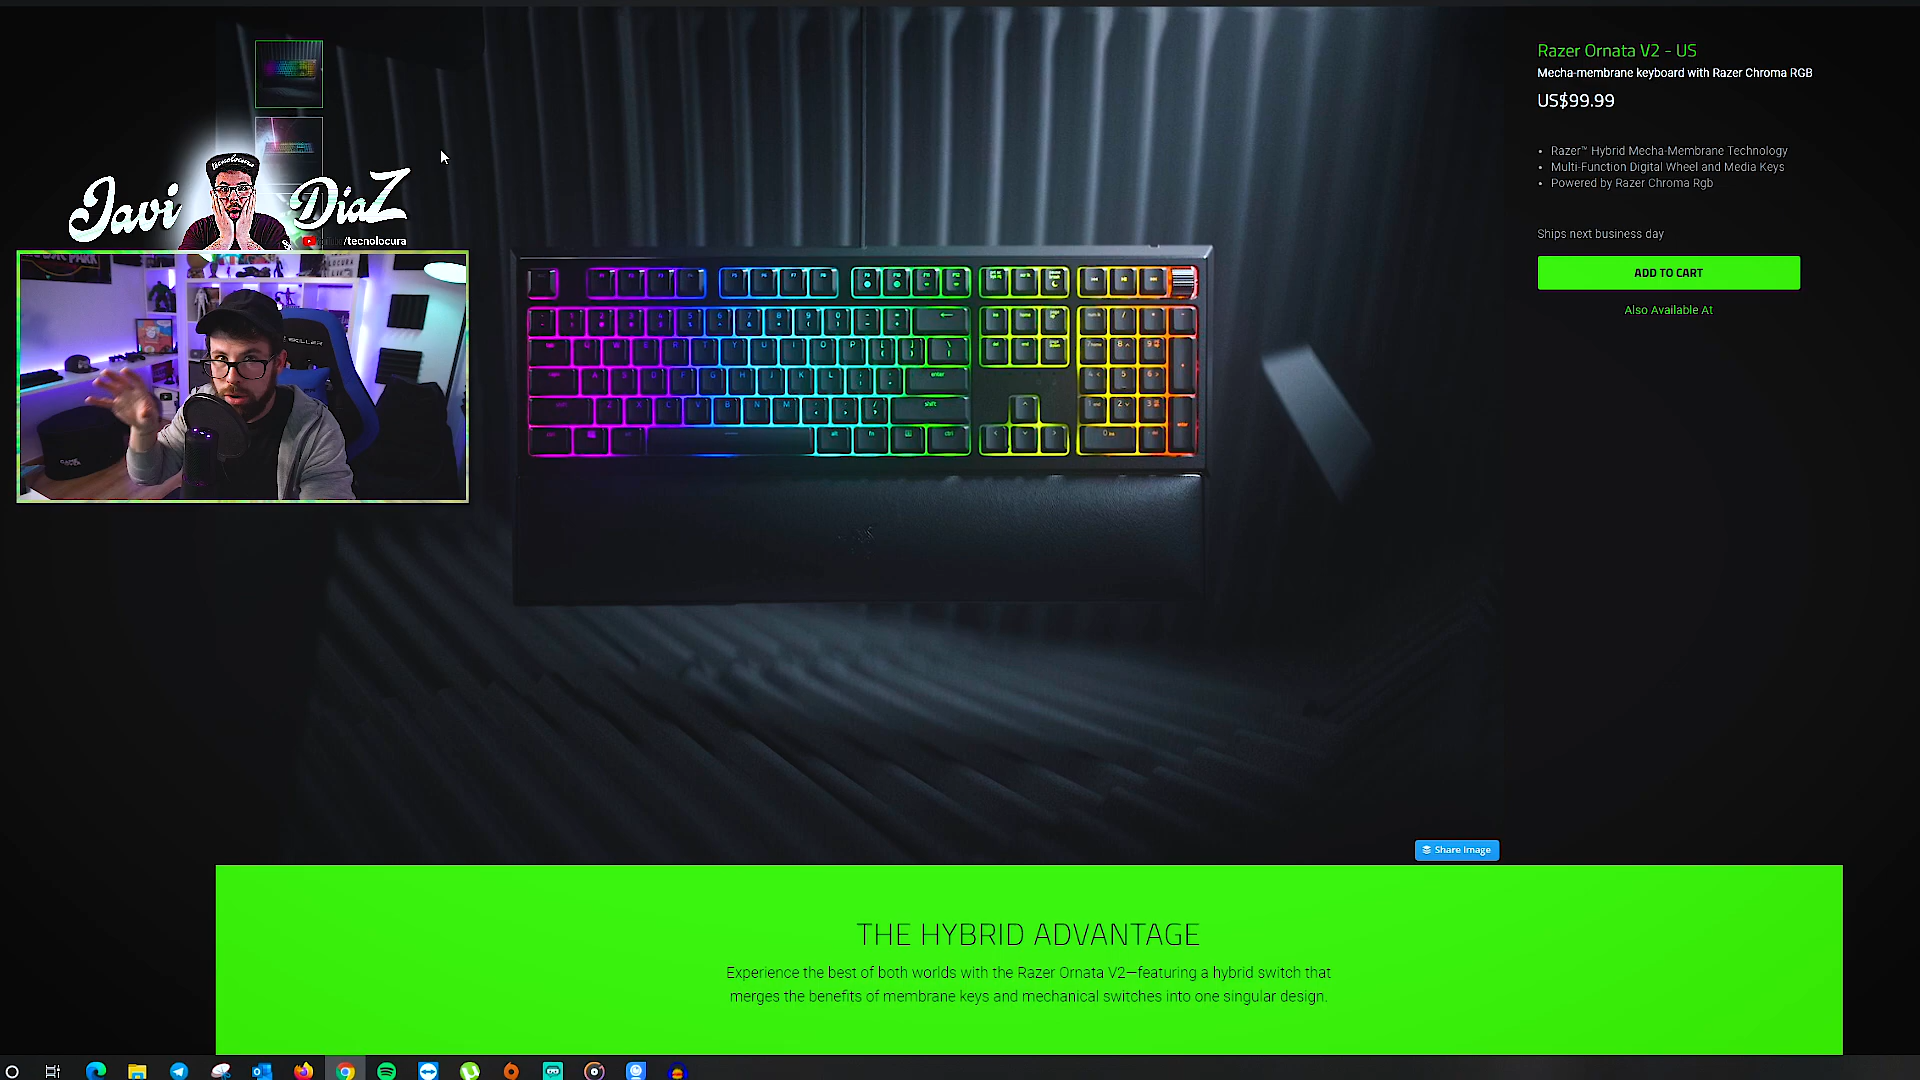 Razer Ornata V2 - US
Mecha-membrane keyboard with Razer Chroma RGB
US$99.99
Razer™ Hybrid Mecha-Membrane Technology
Multi-Function Digital Wheel and Media Keys
Powered by Razer Chroma Rgb
Ships next business day
ADD TO CART
Also Available At
tecnolocura
Javi DiaZ
/tecnolocura
SKILLER
enter
shift
Share Image
THE HYBRID ADVANTAGE
Experience the best of both worlds with the Razer Ornata V2—featuring a hybrid switch that
merges the benefits of membrane keys and mechanical switches into one singular design.